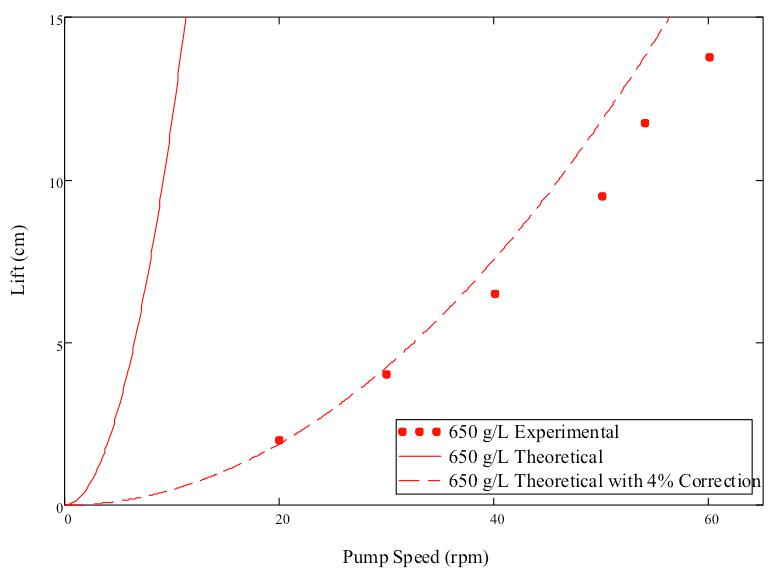 15
10
5
0
Lift (cm)
650 g/L Experimental
650 g/L Theoretical
650 g/L Theoretical with 4% Correction
0 20 40 60
Pump Speed (rpm)